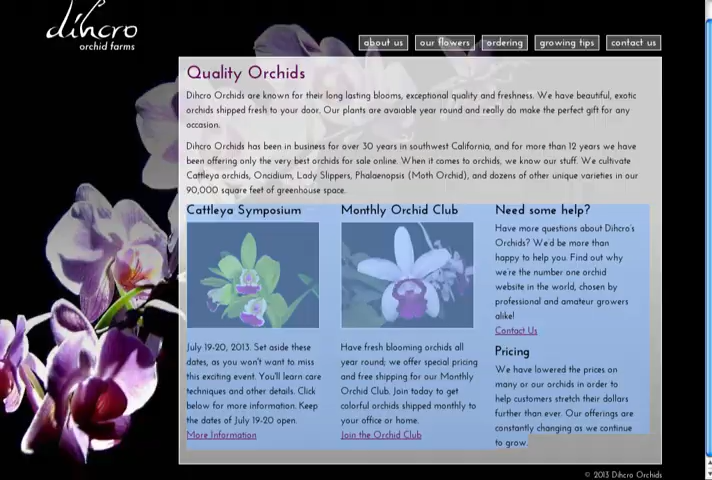 dihcro
orchid farms
about us
our flowers
ordering
growing tips
contact us
Quality Orchids
Dihcro Orchids are known for their long lasting blooms, exceptional quality and freshness. We have beautiful, exotic
orchids shipped fresh to your door. Our plants are avaiable year round and really do make the perfect gift for any
occasion.
Dihcro Orchids has been in business for over 30 years in southwest California, and for more than 12 years we have
been offering only the very best orchids for sale online. When it comes to orchids, we know our stuff. We cultivate
Cattleya orchids, Oncidium, Lady Slippers, Phalaenopsis (Moth Orchid), and dozens of other unique varieties in our
90,000 square feet of greenhouse space.
Cattleya Symposium
July 19-20, 2013. Set aside these
dates, as you won't want to miss
this exciting event. You'll learn care
techniques and other details. Click
below for more information. Keep
the dates of July 19-20 open.
More Information
Monthly Orchid Club
Have fresh blooming orchids all
year round; we offer special pricing
and free shipping for our Monthly
Orchid Club. Join today to get
colorful orchids shipped monthly to
your office or home.
Join the Orchid Club
Need some help?
Have more questions about Dihcro's
Orchids? We'd be more than
happy to help you. Find out why
we're the number one orchid
website in the world, chosen by
professional and amateur growers
alike!
Contact Us
Pricing
We have lowered the prices on
many or our orchids in order to
help customers stretch their dollars
further than ever. Our offerings are
constantly changing as we continue
to grow.
© 2013 Dihcro Orchids